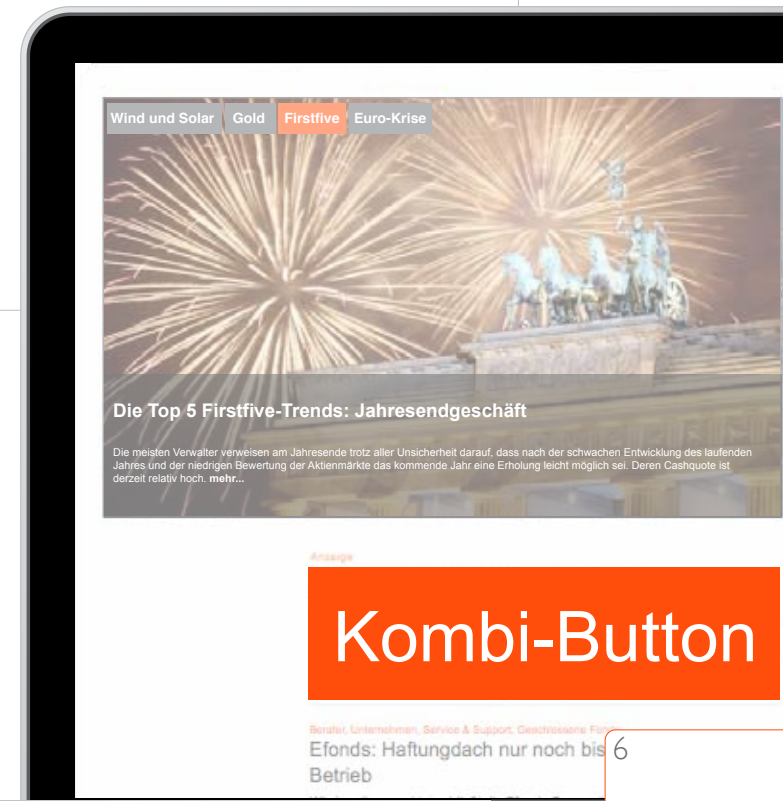 Wind und Solar Gold Firstfive Euro-Krise
Die Top 5 Firstfive-Trends: Jahresendgeschäft
Die meisten Verwalter verweisen am Jahresende trotz aller Unsicherheit darauf, dass nach der schwachen Entwicklung des laufenden
Jahres und der niedrigen Bewertung der Aktienmärkte das kommende Jahr eine Erholung leicht möglich sei. Deren Cashquote ist
derzeit relativ hoch. mehr...
Anzeige
Kombi-Button
Berater, Unternehmen, Service & Support, Geschlossene Fonds
Efonds: Haftungdach nur noch bis
Betrieb
6